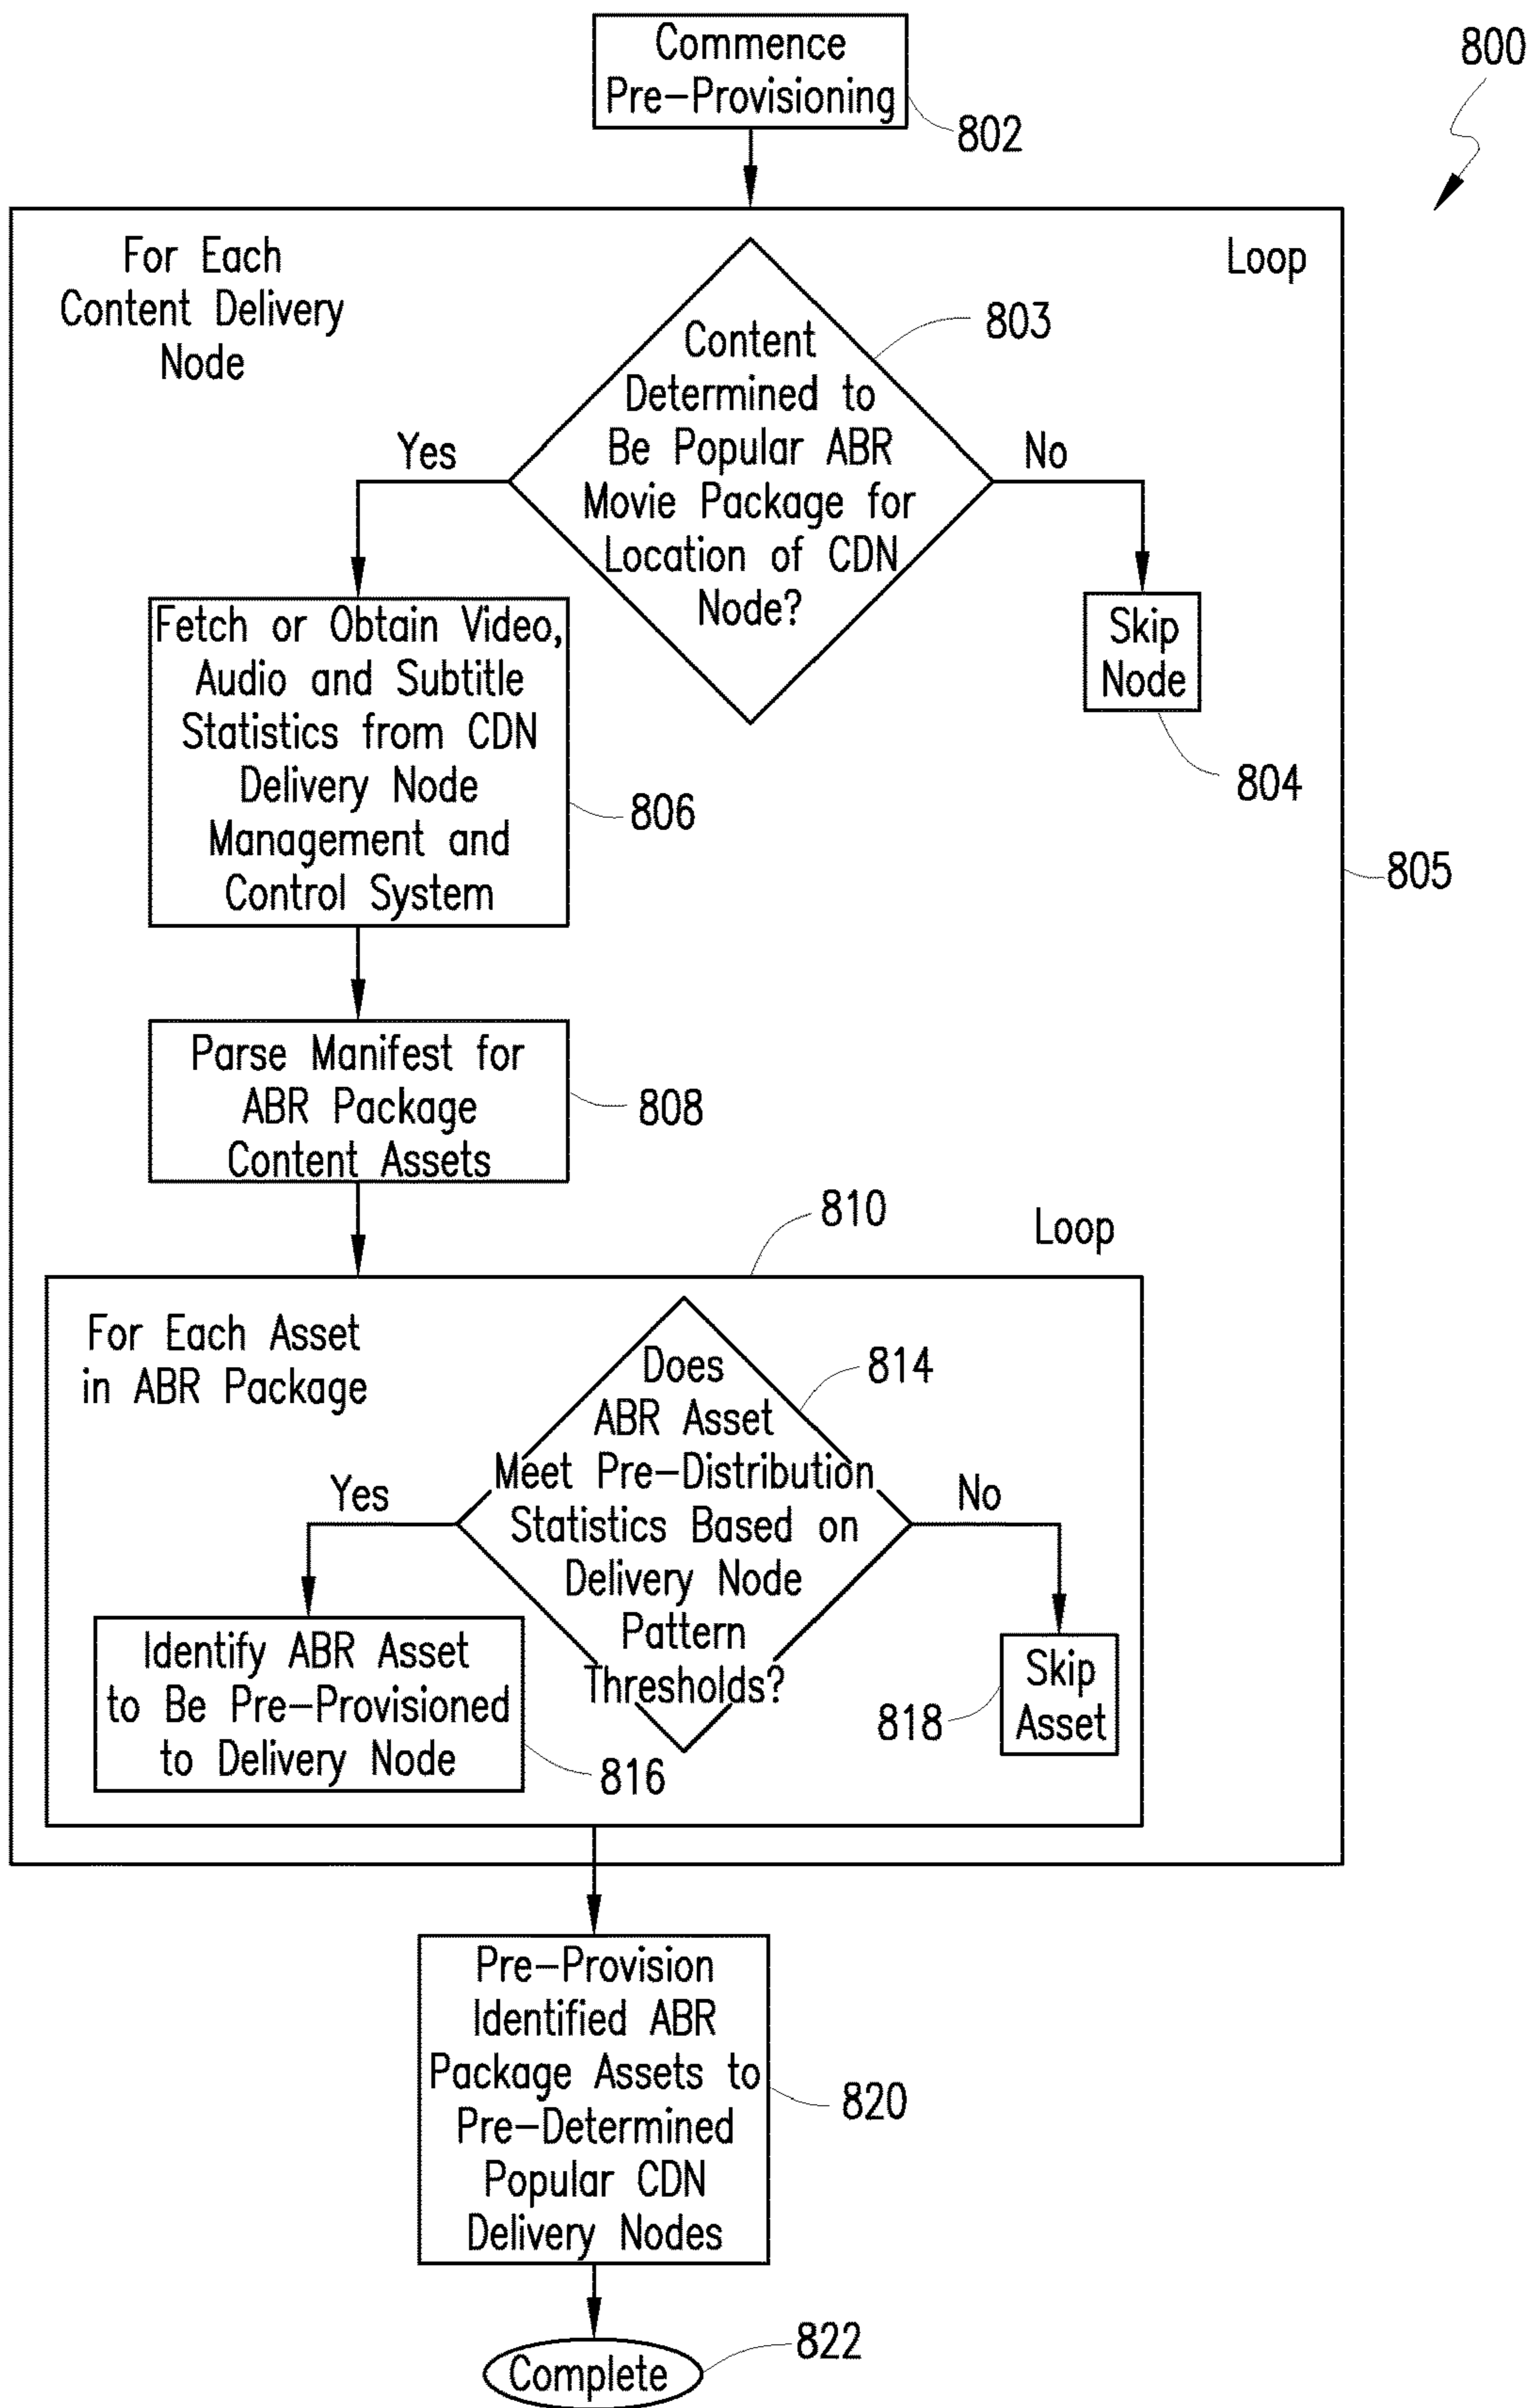 Commence
Pre-Provisioning
802
800
For Each
Content Delivery
Node
Loop
Content
Determined to
Be Popular ABR
Movie Package for
Location of CDN
Node?
803
Yes
No
Skip
Node
804
805
Fetch or Obtain Video,
Audio and Subtitle
Statistics from CDN
Delivery Node
Management and
Control System
806
Parse Manifest for
ABR Package
Content Assets
808
810
Loop
For Each Asset
in ABR Package
Does
ABR Asset
Meet Pre-Distribution
Statistics Based on
Delivery Node
Pattern
Thresholds?
814
Yes
No
Identify ABR Asset
to Be Pre-Provisioned
to Delivery Node
816
Skip
Asset
818
Pre-Provision
Identified ABR
Package Assets to
Pre-Determined
Popular CDN
Delivery Nodes
820
Complete
822